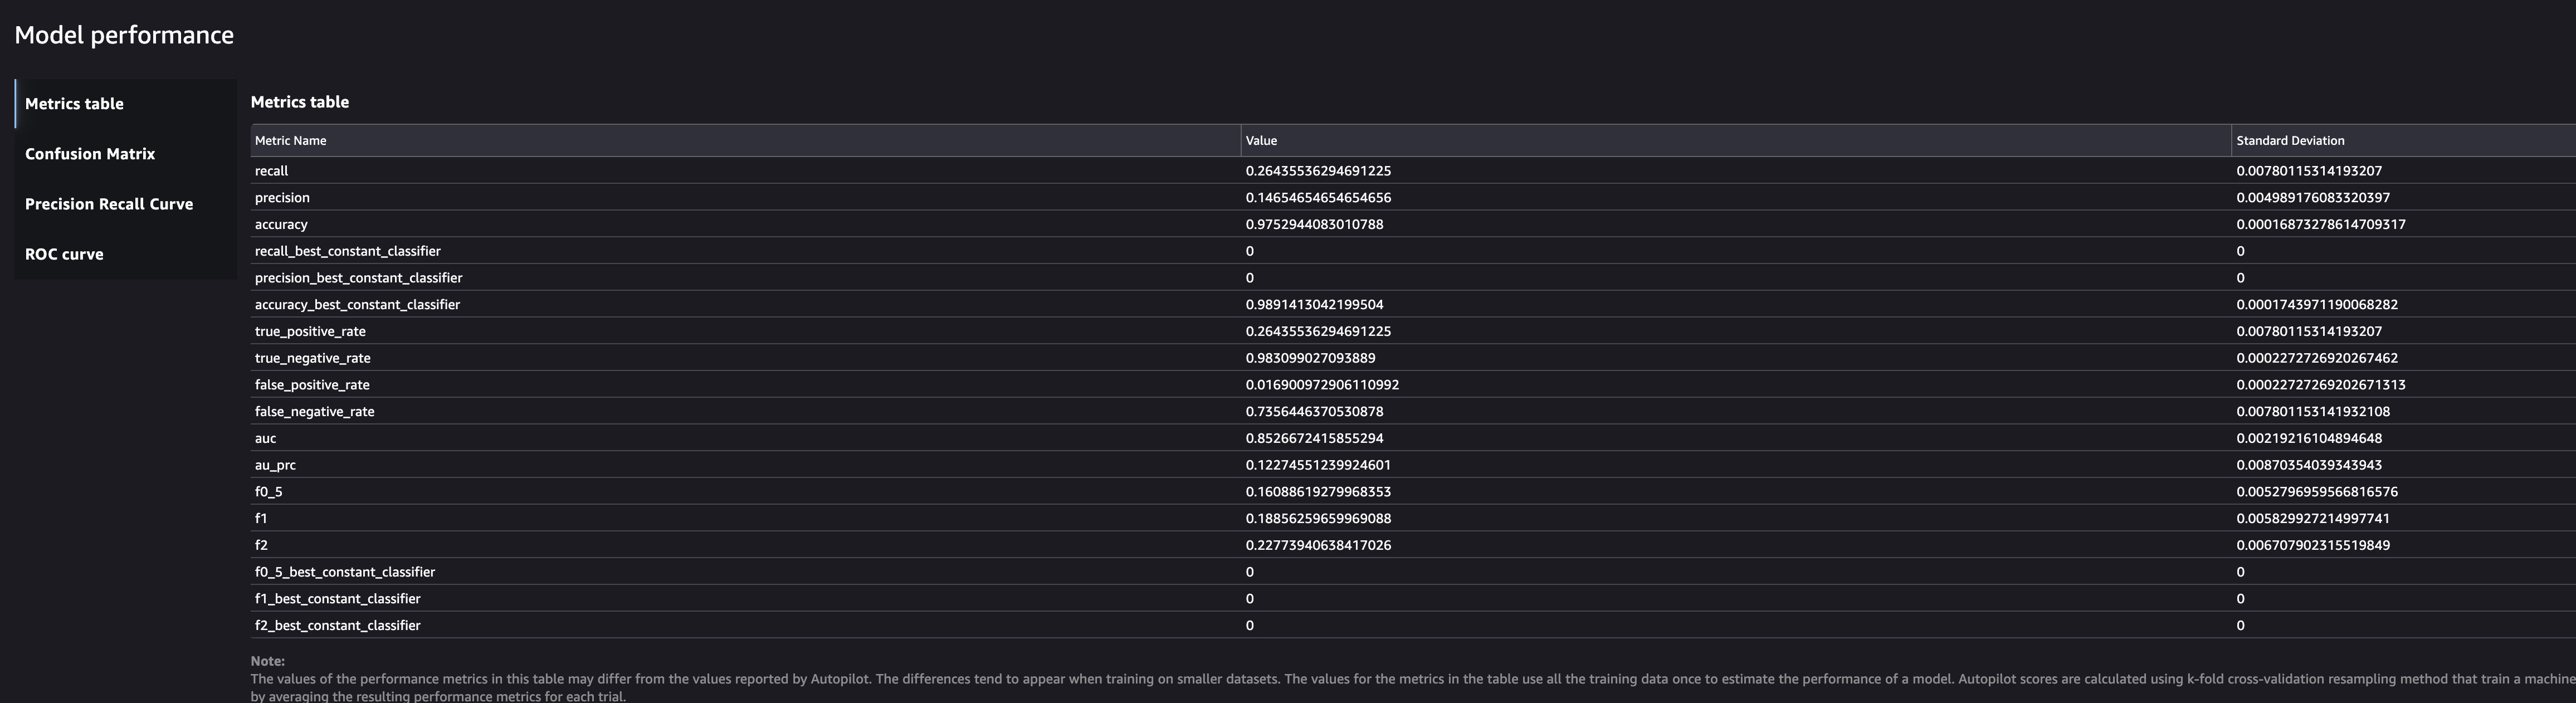 Model performance
Metrics table
Confusion Matrix
Precision Recall Curve
ROC curve
Metrics table
Metric Name Value Standard Deviation
recall 0.26435536294691225 0.00780115314193207
precision 0.14654654654654656 0.004989176083320397
accuracy 0.9752944083010788 0.00016873278614709317
recall_best_constant_classifier 0 0
precision_best_constant_classifier 0 0
accuracy_best_constant_classifier 0.9891413042199504 0.0001743971190068282
true_positive_rate 0.26435536294691225 0.00780115314193207
true_negative_rate 0.983099027093889 0.0002272726920267462
false_positive_rate 0.016900972906110992 0.00022727269202671313
false_negative_rate 0.7356446370530878 0.007801153141932108
auc 0.8526672415855294 0.00219216104894648
au_prc 0.12274551239924601 0.00870354039343943
f0_5 0.16088619279968353 0.0052796959566816576
f1 0.18856259659969088 0.005829927214997741
f2 0.22773940638417026 0.006707902315519849
f0_5_best_constant_classifier 0 0
f1_best_constant_classifier 0 0
f2_best_constant_classifier 0 0
Note:
The values of the performance metrics in this table may differ from the values reported by Autopilot. The differences tend to appear when training on smaller datasets. The values for the metrics in the table use all the training data once to estimate the performance of a model. Autopilot scores are calculated using k-fold cross-validation resampling method that train a machine
by averaging the resulting performance metrics for each trial.